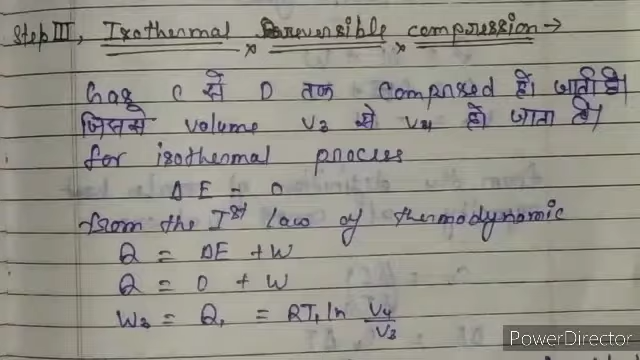 Step III, Isothermal Reversible compression →
Gas C से D तक Comprxed हो जाती है।
जिससे volume V3 से V4 हो जाता है।
for isothermal process
ΔE = 0
from the Ist law of thermodynamic
Q = ΔE + W
Q = 0 + W
W3 = Q1 = RT1 ln V4/V3
PowerDirector